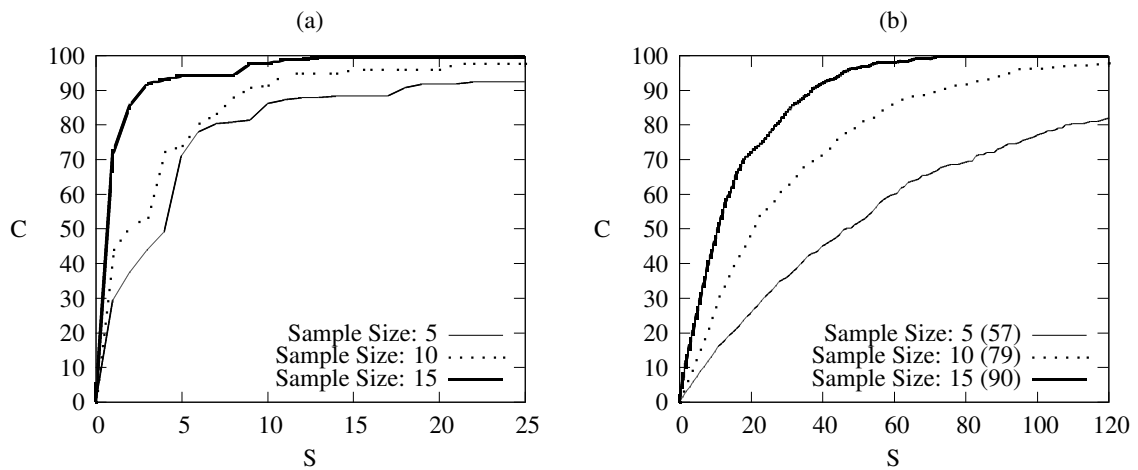 (a)
100
90
80
70
60
50
40
30
20
10
0
C
Sample Size: 5
Sample Size: 10
Sample Size: 15
0 5 10 15 20 25
S
(b)
100
90
80
70
60
50
40
30
20
10
0
C
Sample Size: 5 (57)
Sample Size: 10 (79)
Sample Size: 15 (90)
0 20 40 60 80 100 120
S